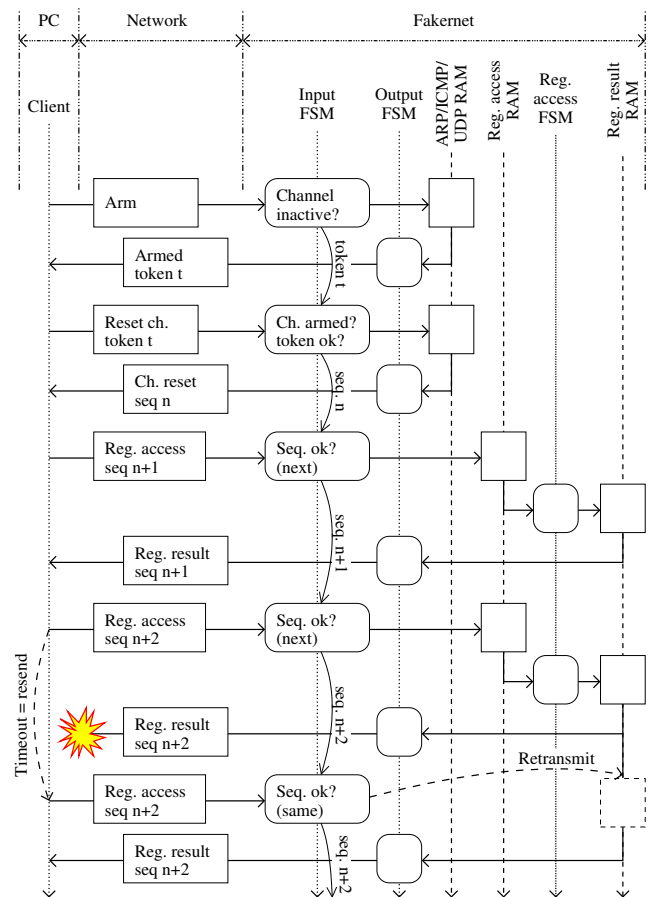 PC
Network
Fakernet
Client
Input
FSM
Output
FSM
ARP/ICMP/
UDP RAM
Reg. access
RAM
Reg.
access
FSM
Reg. result
RAM
Arm
Channel
inactive?
Armed
token t
token t
Reset ch.
token t
Ch. armed?
token ok?
Ch. reset
seq n
seq. n
Reg. access
seq n+1
Seq. ok?
(next)
seq. n+1
Reg. result
seq n+1
Reg. access
seq n+2
Seq. ok?
(next)
Timeout = resend
seq. n+2
Reg. result
seq n+2
Retransmit
Reg. access
seq n+2
Seq. ok?
(same)
Reg. result
seq n+2
seq. n+2